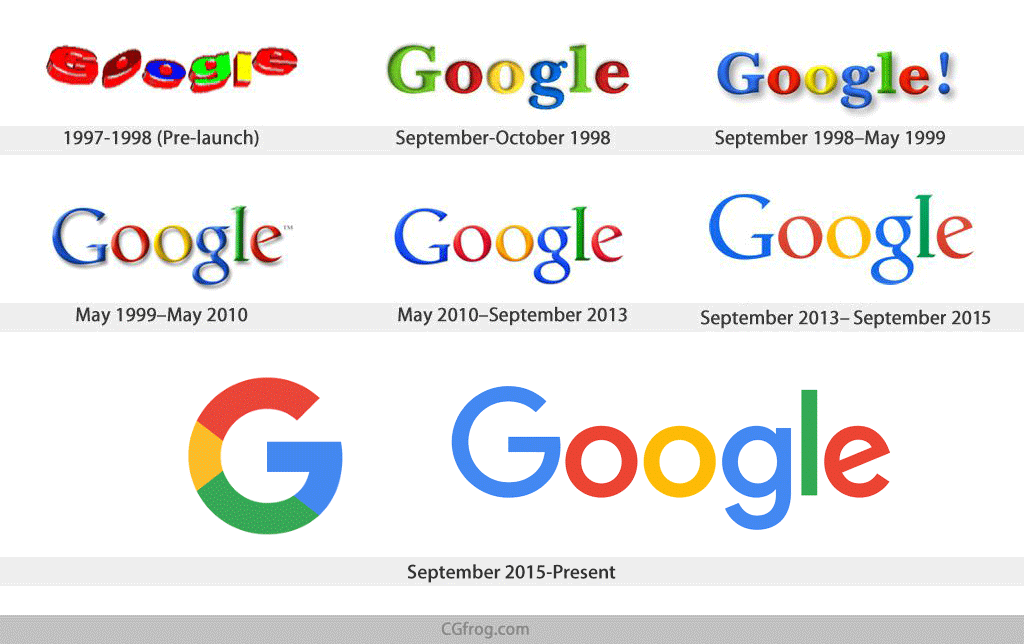 Google
Google
Google!
1997-1998 (Pre-launch)
September-October 1998
September 1998–May 1999
Google™
Google
Google
May 1999–May 2010
May 2010–September 2013
September 2013– September 2015
G
Google
September 2015-Present
CGfrog.com